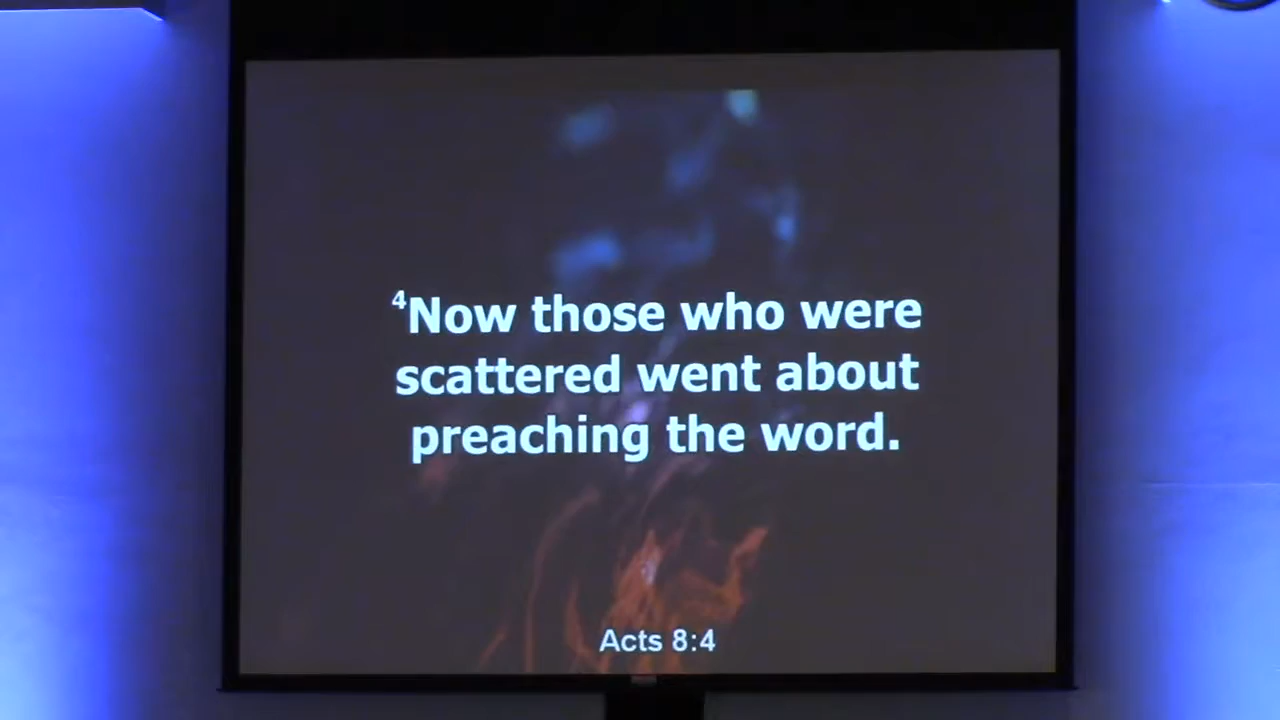 ⁴Now those who were
scattered went about
preaching the word.
Acts 8:4